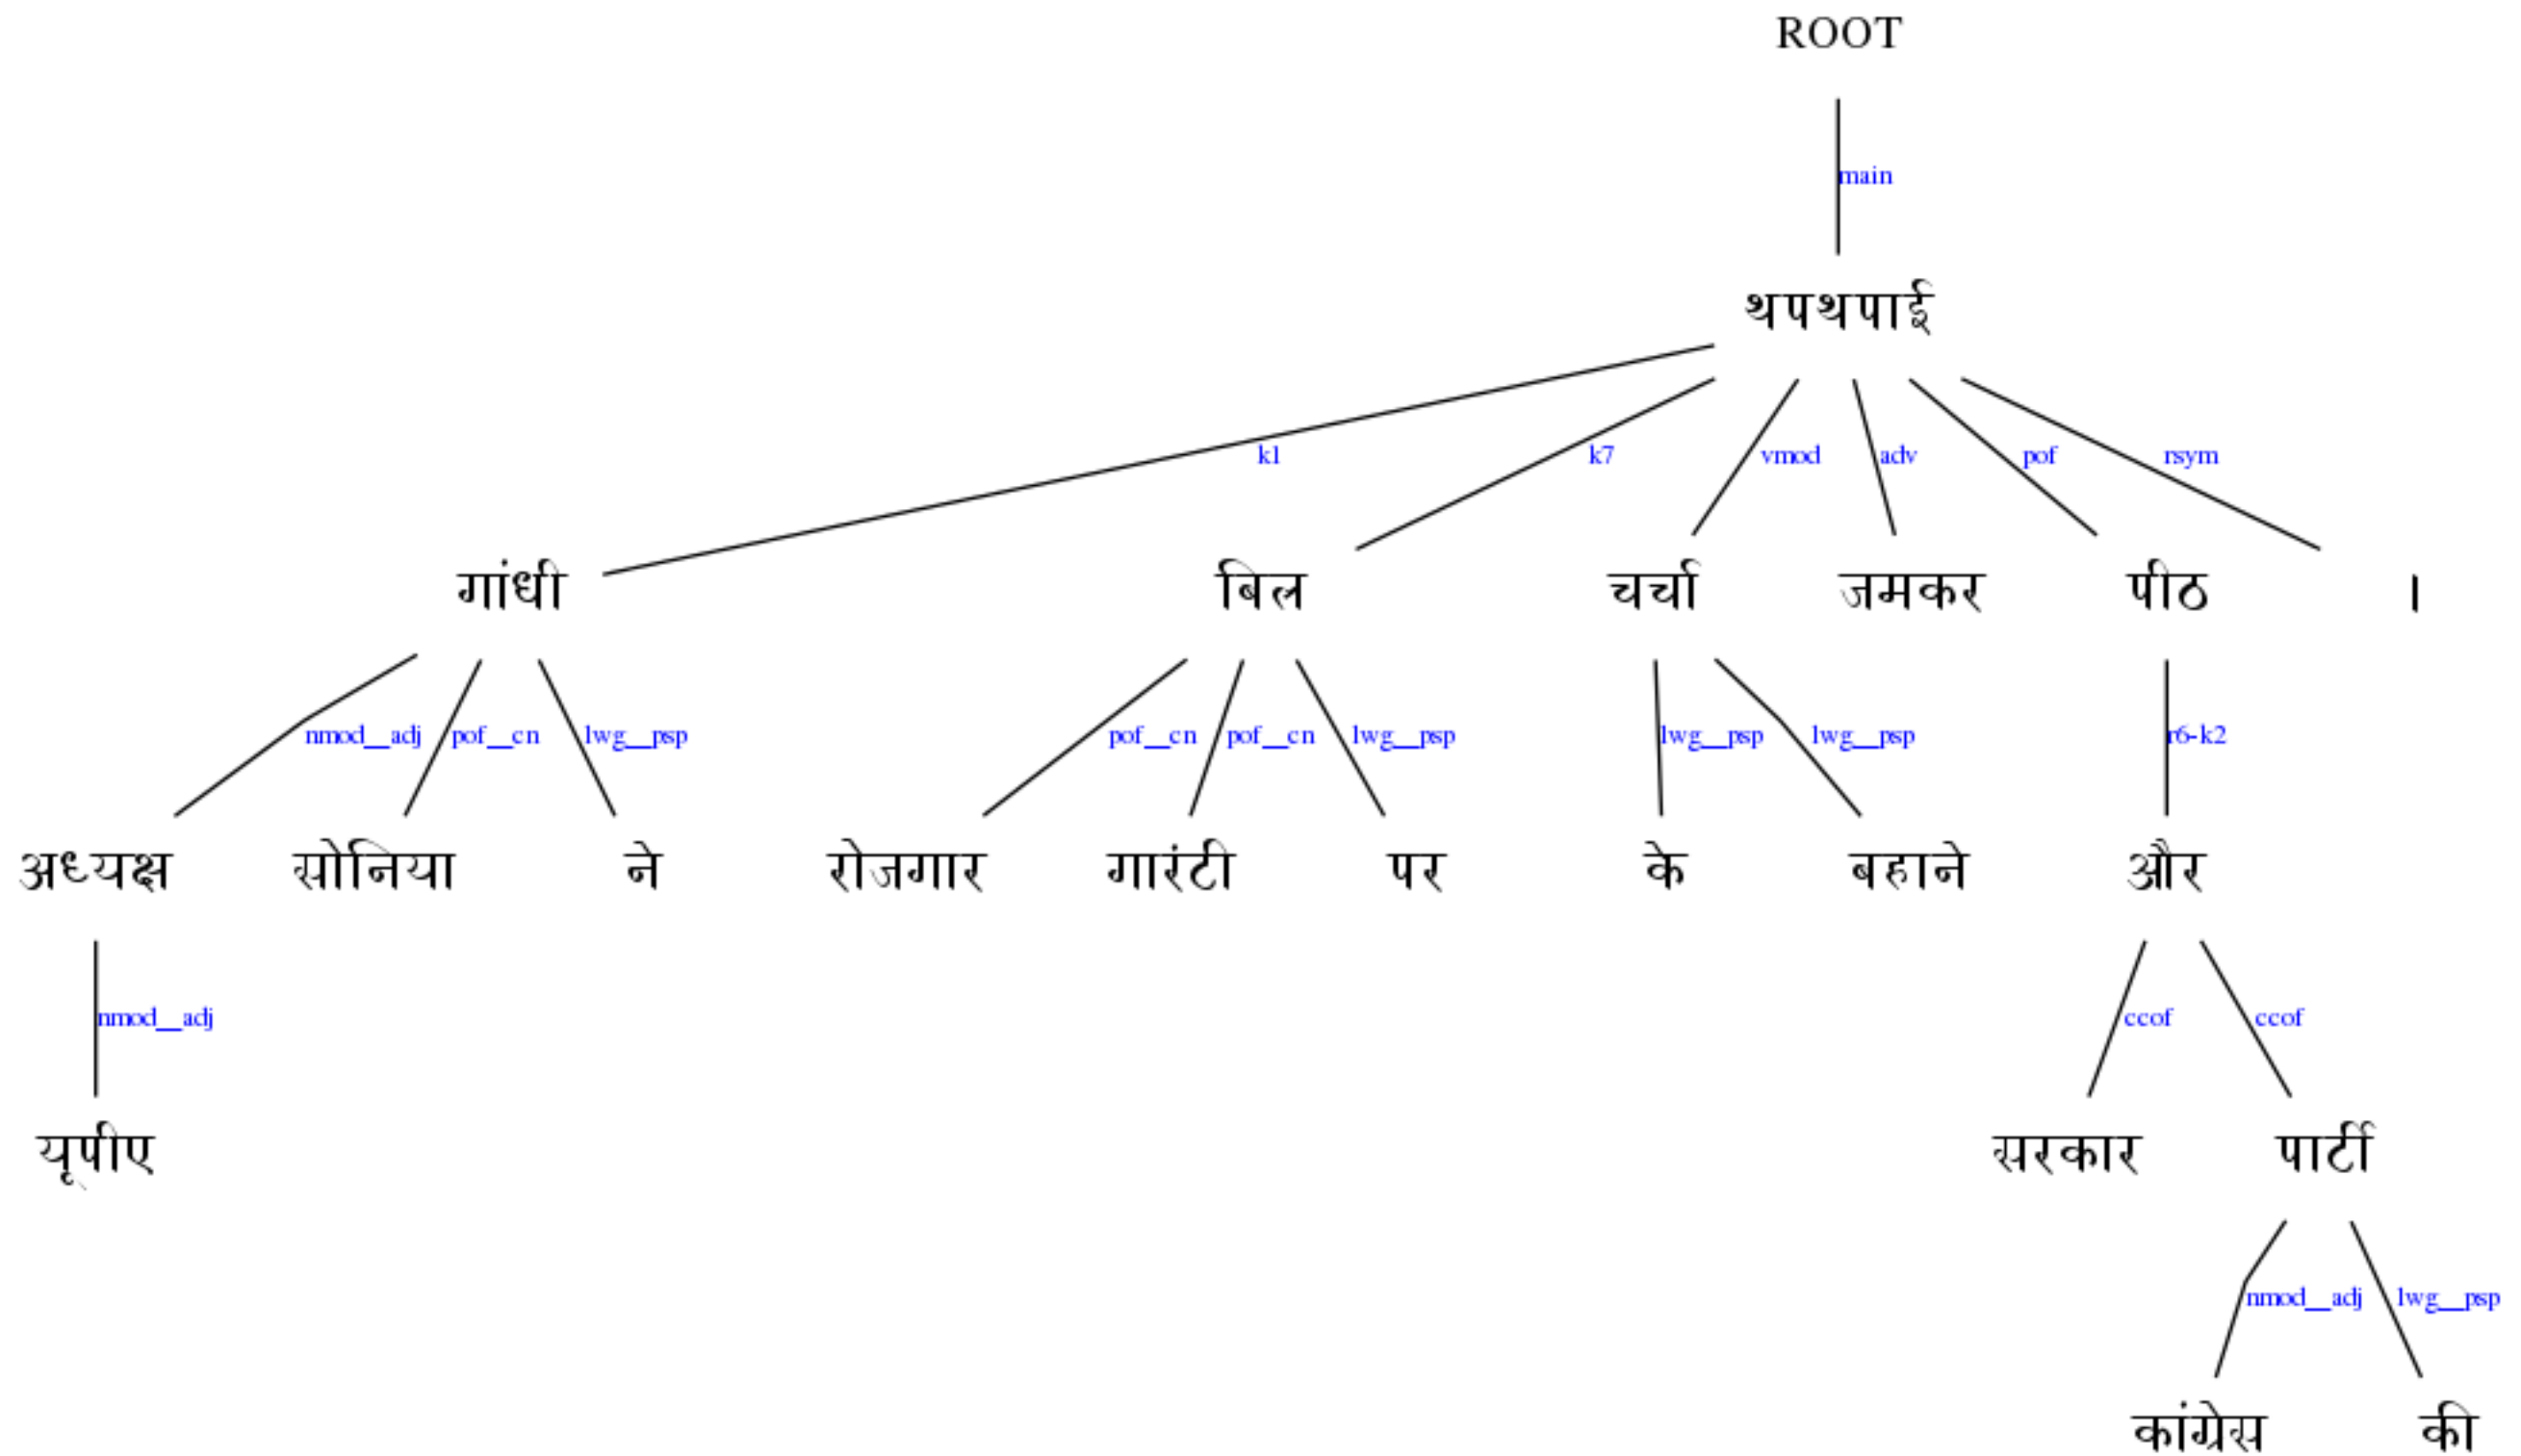 ROOT
main
थपथपाई
k1 k7 vmod adv pof rsym
गांधी बिल चर्चा जमकर पीठ ।
nmod__adj pof__cn lwg__psp pof__cn pof__cn lwg__psp lwg__psp lwg__psp r6-k2
अध्यक्ष सोनिया ने रोजगार गारंटी पर के बहाने और
nmod__adj ccof ccof
यूपीए सरकार पार्टी
nmod__adj lwg__psp
कांग्रेस की